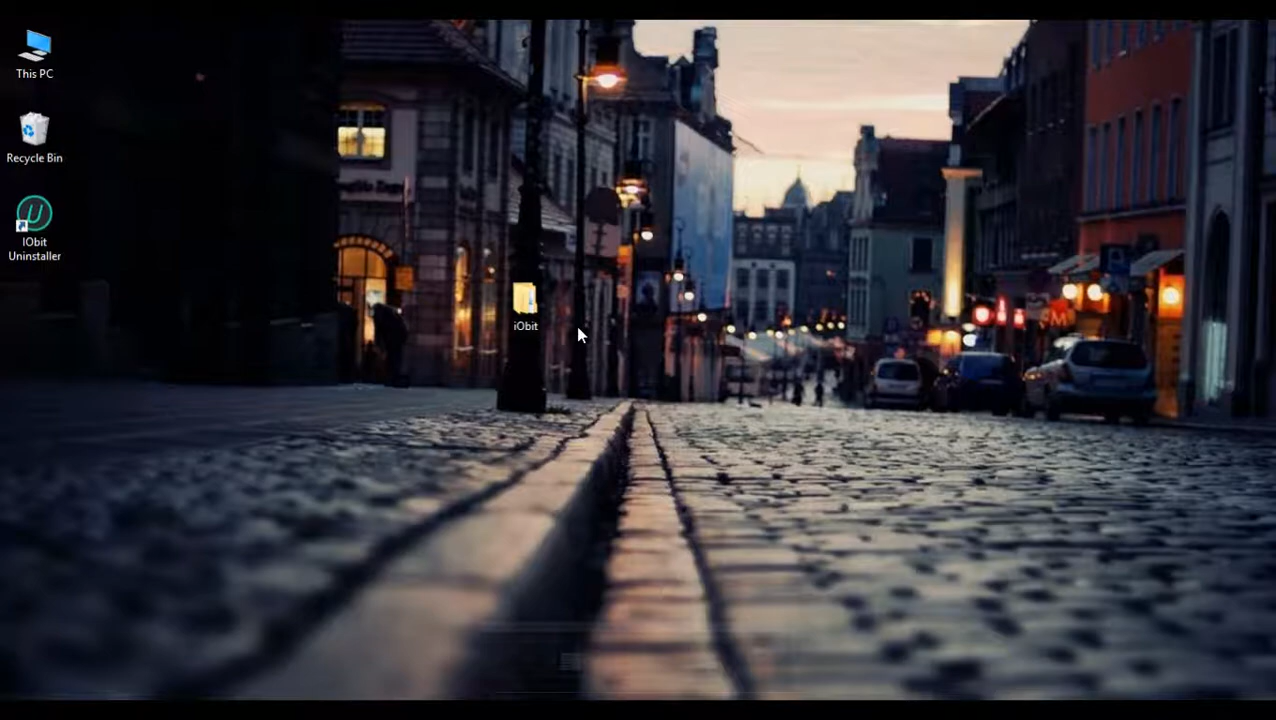 This PC
Recycle Bin
IObit
Uninstaller
iObit